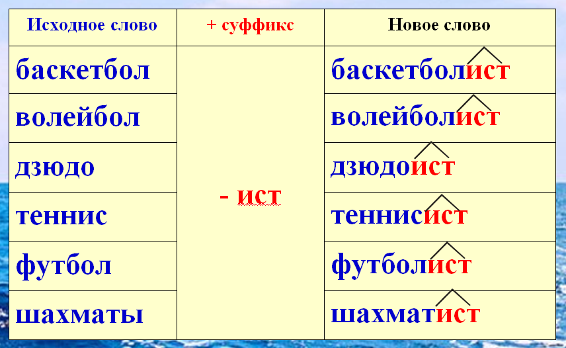 Исходное слово + суффикс Новое слово
баскетбол баскетболист
волейбол волейболист
дзюдо дзюдоист
- ист
теннис теннисист
футбол футболист
шахматы шахматист